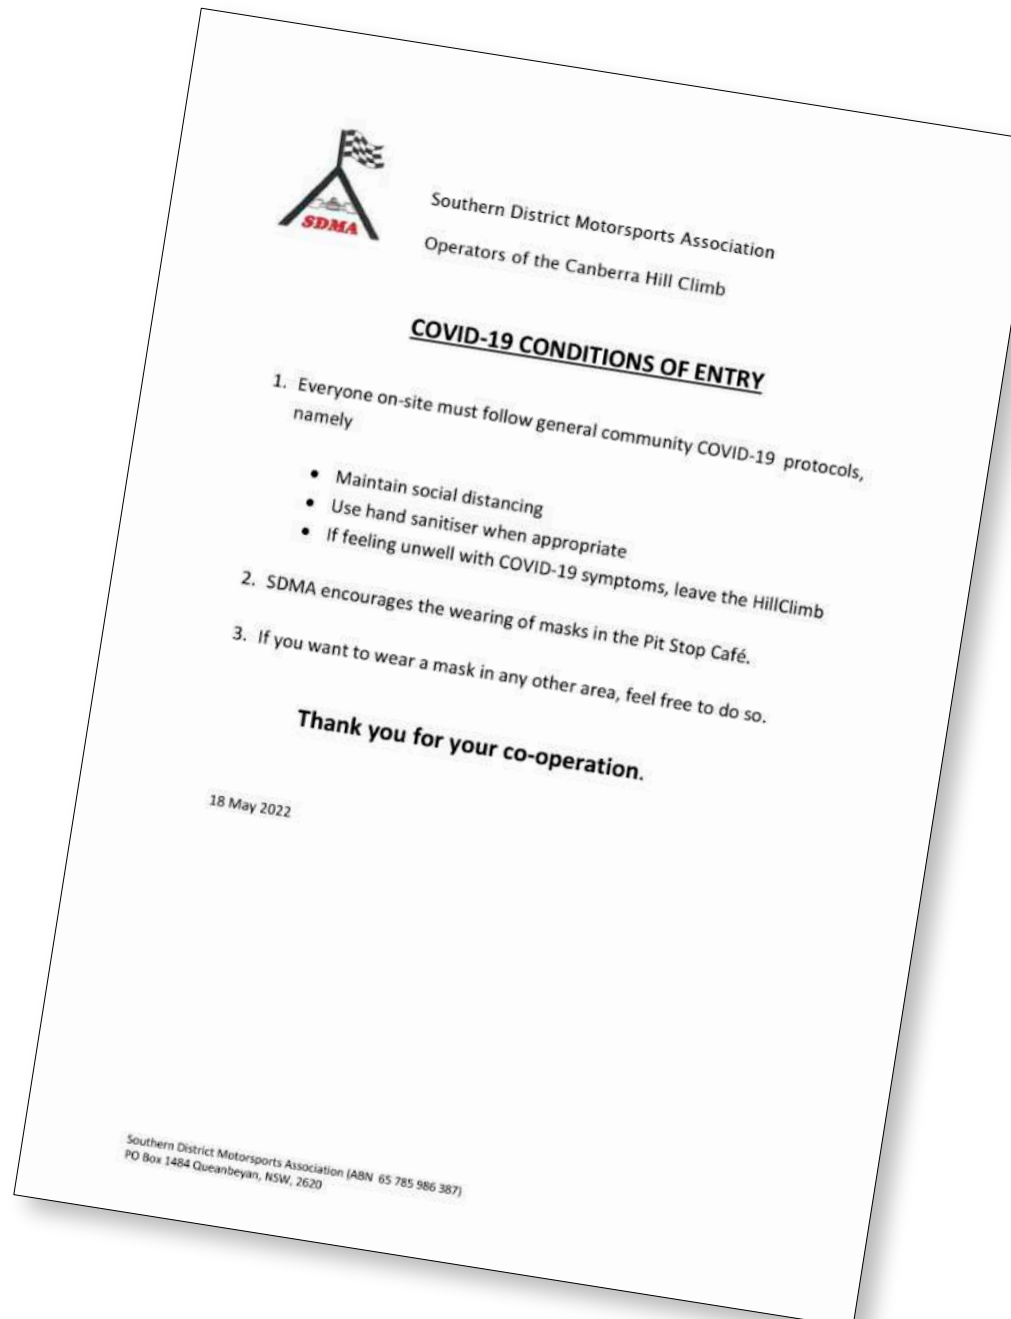 SDMA
Southern District Motorsports Association
Operators of the Canberra Hill Climb
COVID-19 CONDITIONS OF ENTRY
1. Everyone on-site must follow general community COVID-19 protocols,
namely
• Maintain social distancing
• Use hand sanitiser when appropriate
• If feeling unwell with COVID-19 symptoms, leave the HillClimb
2. SDMA encourages the wearing of masks in the Pit Stop Café.
3. If you want to wear a mask in any other area, feel free to do so.
Thank you for your co-operation.
18 May 2022
Southern District Motorsports Association (ABN 65 785 986 387)
PO Box 1484 Queanbeyan, NSW, 2620